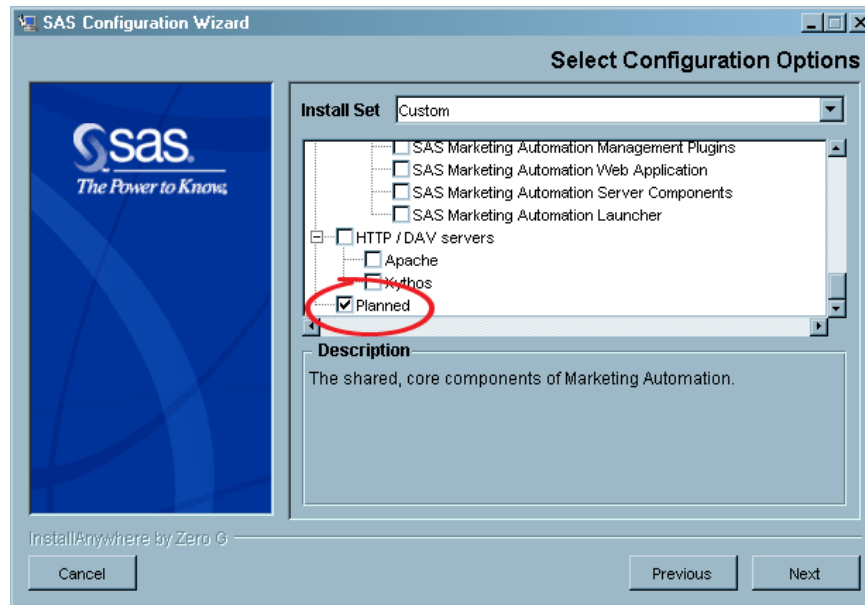 SAS Configuration Wizard
Select Configuration Options
sas.
The Power to Know.
Install Set Custom
SAS Marketing Automation Management Plugins
SAS Marketing Automation Web Application
SAS Marketing Automation Server Components
SAS Marketing Automation Launcher
HTTP / DAV servers
Apache
Xythos
Planned
Description
The shared, core components of Marketing Automation.
InstallAnywhere by Zero G
Cancel
Previous
Next